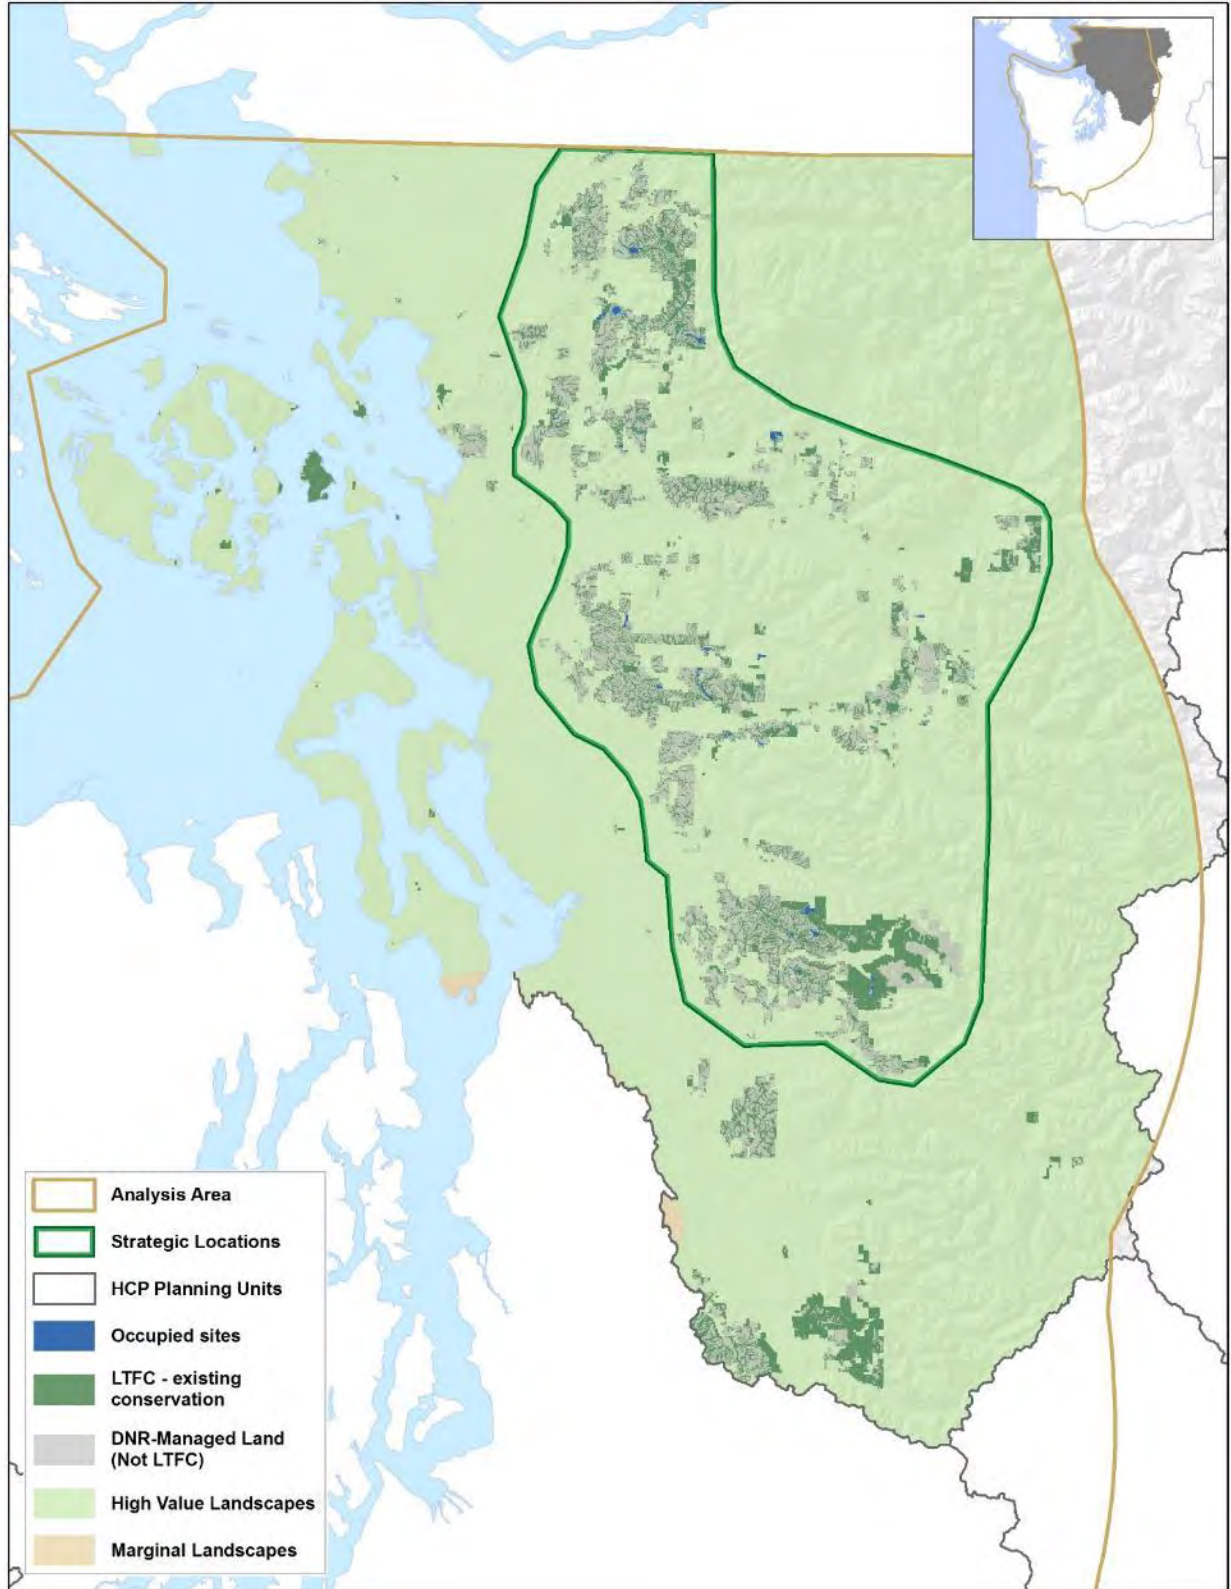 Analysis Area
Strategic Locations
HCP Planning Units
Occupied sites
LTFC - existing
conservation
DNR-Managed Land
(Not LTFC)
High Value Landscapes
Marginal Landscapes